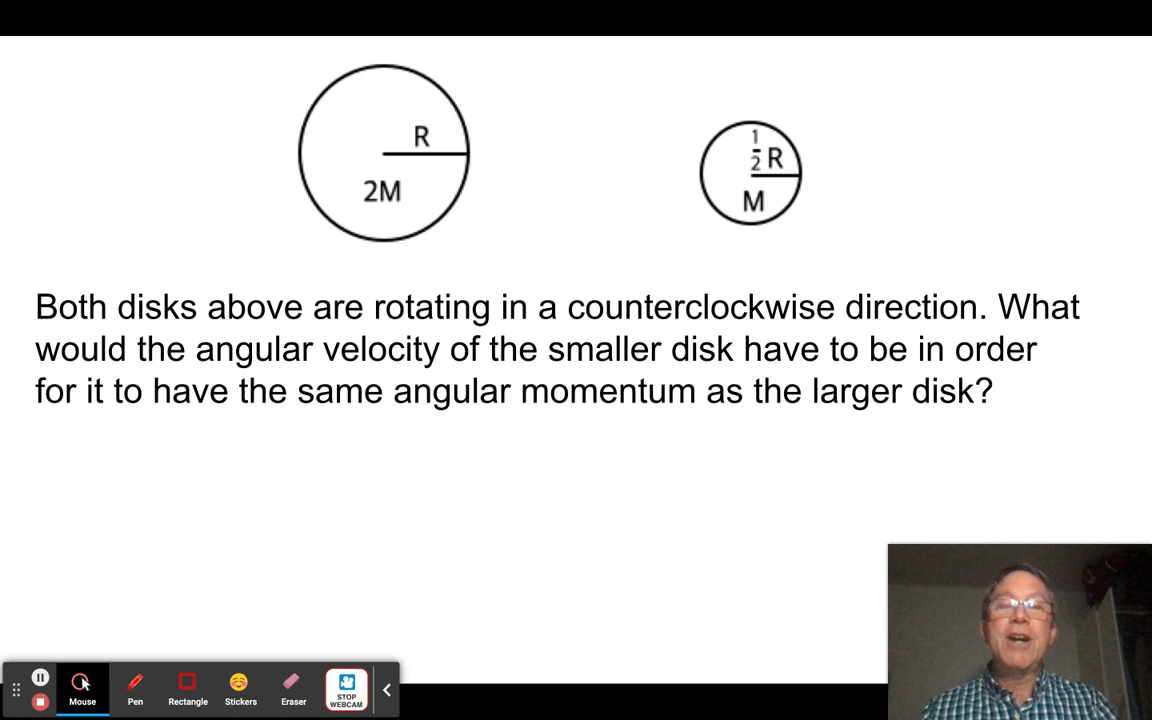 R
2M
1
2 R
M
Both disks above are rotating in a counterclockwise direction. What
would the angular velocity of the smaller disk have to be in order
for it to have the same angular momentum as the larger disk?
Mouse
Pen
Rectangle
Stickers
Eraser
STOP
WEBCAM